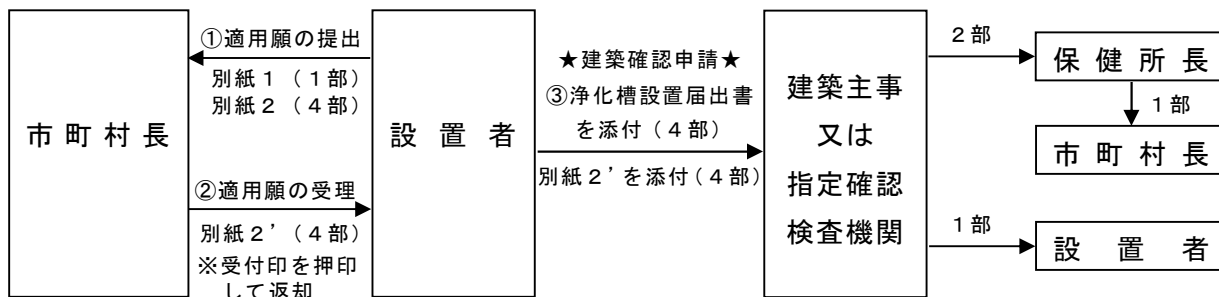 市町村長
①適用願の提出
別紙１（１部）
別紙２（４部）
②適用願の受理
別紙２’（４部）
※受付印を押印
して返却
設置者
★建築確認申請★
③浄化槽設置届出書
を添付（４部）
別紙２’を添付（４部）
建築主事
又は
指定確認
検査機関
２部
保健所長
１部
市町村長
１部
設置者